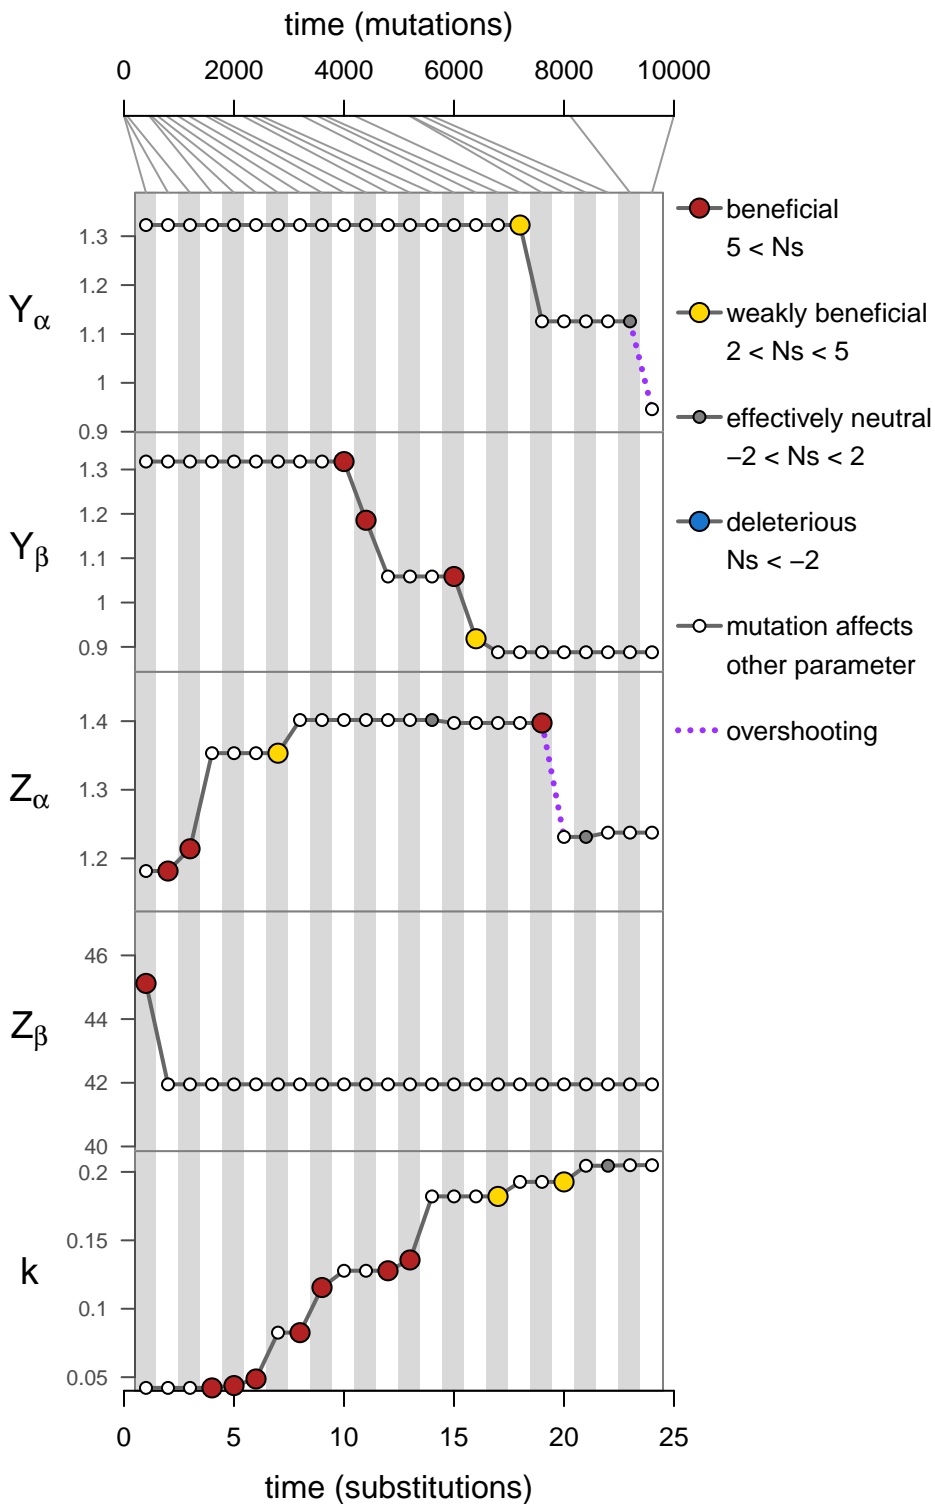 time (mutations)
0 2000 4000 6000 8000 10000
Yα
1.3
1.2
1.1
1
0.9
Yβ
1.3
1.2
1.1
1
0.9
Zα
1.4
1.3
1.2
Zβ
46
44
42
40
k
0.2
0.15
0.1
0.05
0 5 10 15 20 25
time (substitutions)
beneficial
5 < Ns
weakly beneficial
2 < Ns < 5
effectively neutral
−2 < Ns < 2
deleterious
Ns < −2
mutation affects
other parameter
overshooting